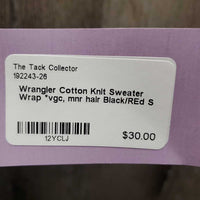 The Tack Collector
192243-26
Wrangler Cotton Knit Sweater
Wrap *vgc, mnr hair Black/REd S
$30.00
12YCLJ